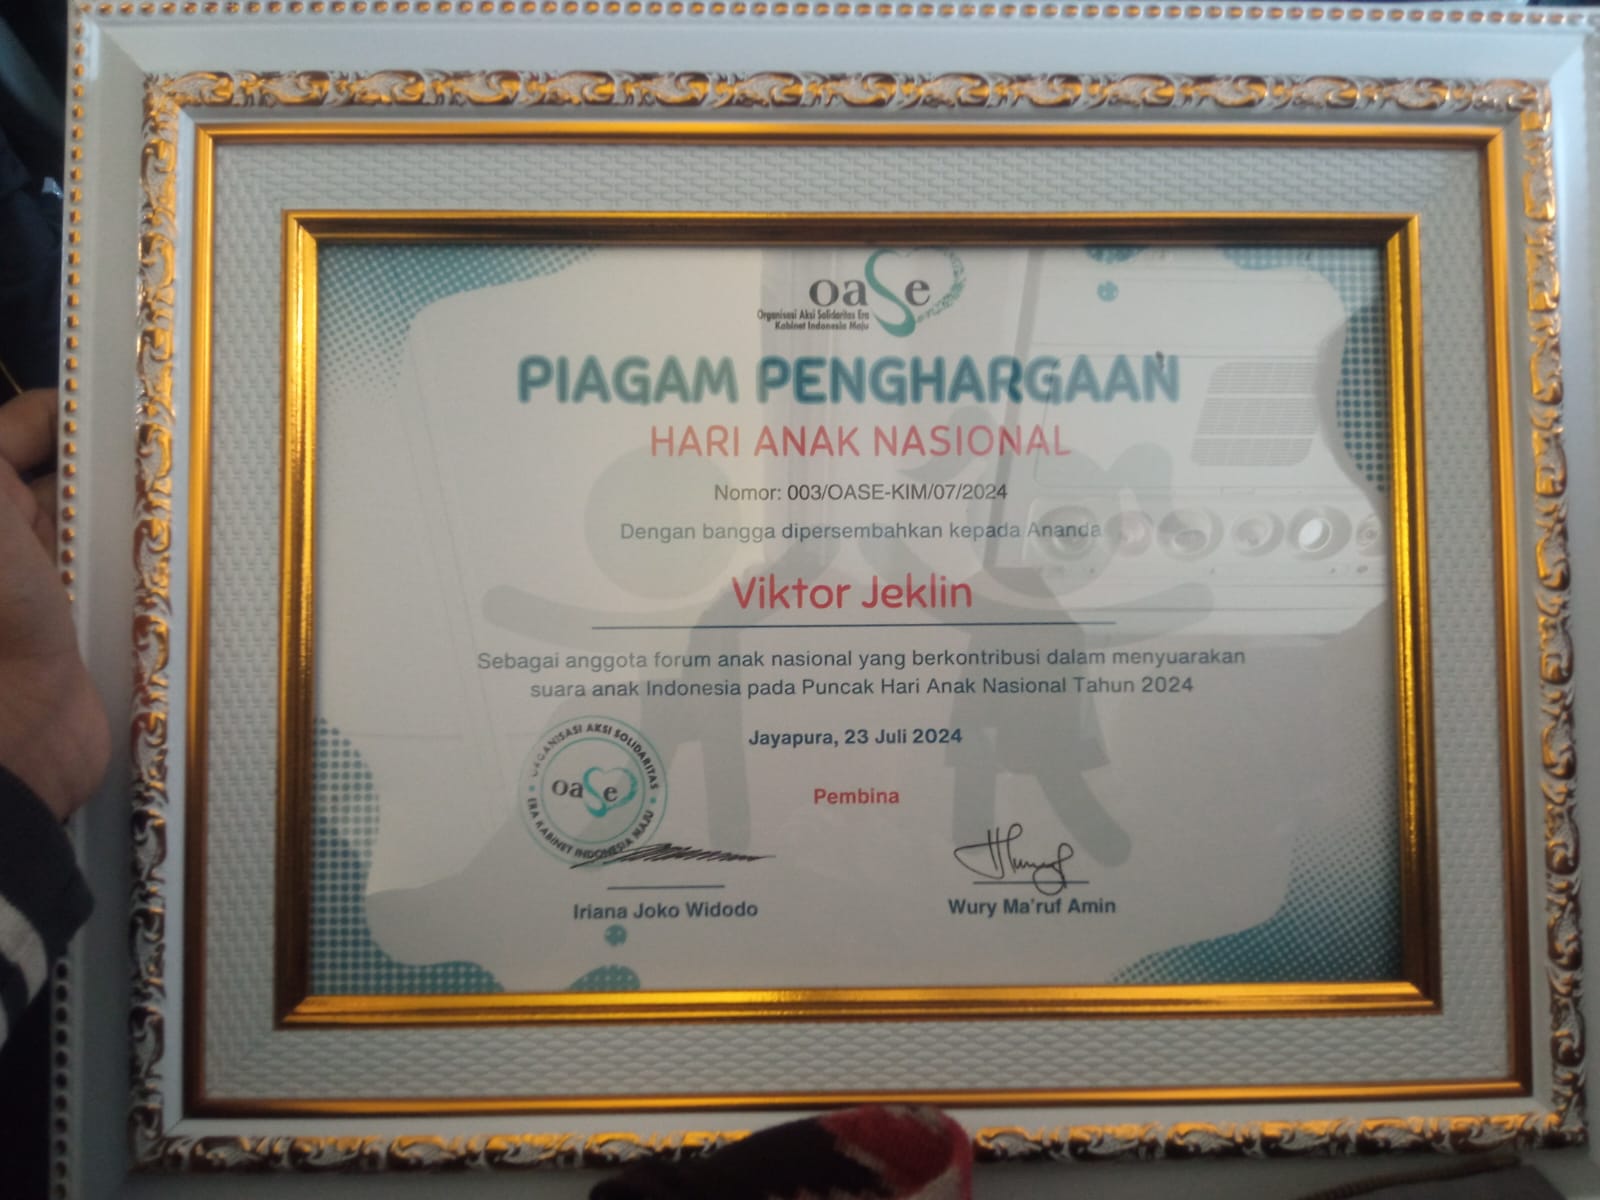 oase
Organisasi Aksi Solidaritas Era
Kabinet Indonesia Maju
PIAGAM PENGHARGAAN
HARI ANAK NASIONAL
Nomor: 003/OASE-KIM/07/2024
Dengan bangga dipersembahkan kepada Ananda
Viktor Jeklin
Sebagai anggota forum anak nasional yang berkontribusi dalam menyuarakan
suara anak Indonesia pada Puncak Hari Anak Nasional Tahun 2024
Jayapura, 23 Juli 2024
Pembina
ORGANISASI AKSI SOLIDARITAS
oase
ERA KABINET INDONESIA MAJU
Iriana Joko Widodo
Wury Ma'ruf Amin